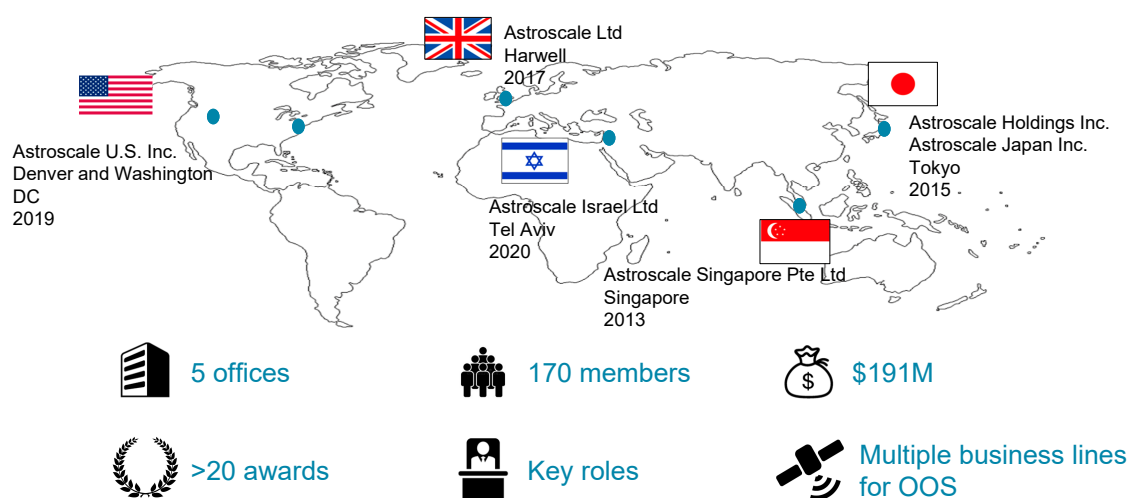 Astroscale Ltd
Harwell
2017
Astroscale U.S. Inc.
Denver and Washington
DC
2019
Astroscale Holdings Inc.
Astroscale Japan Inc.
Tokyo
2015
Astroscale Israel Ltd
Tel Aviv
2020
Astroscale Singapore Pte Ltd
Singapore
2013
5 offices
170 members
$
$191M
>20 awards
Key roles
Multiple business lines
for OOS